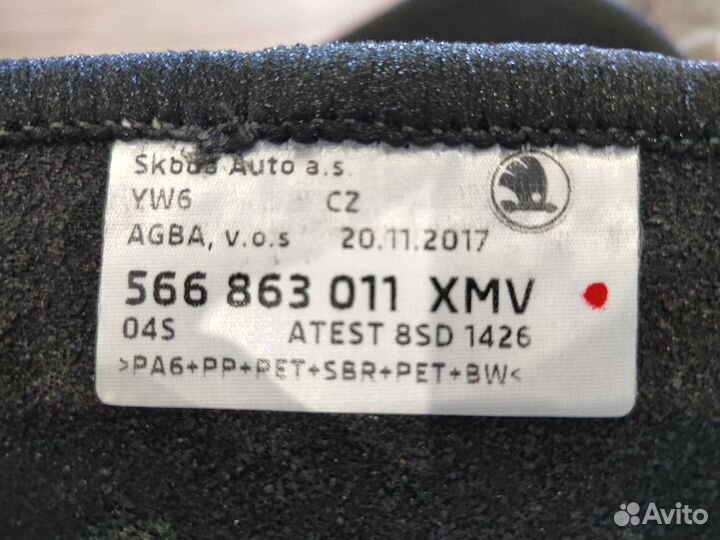 Skoda Auto a.s.
YW6 CZ
AGBA, v.o.s 20.11.2017
566 863 011 XMV
04S ATEST 8SD 1426
>PA6+PP+PET+SBR+PET+BW<
Avito